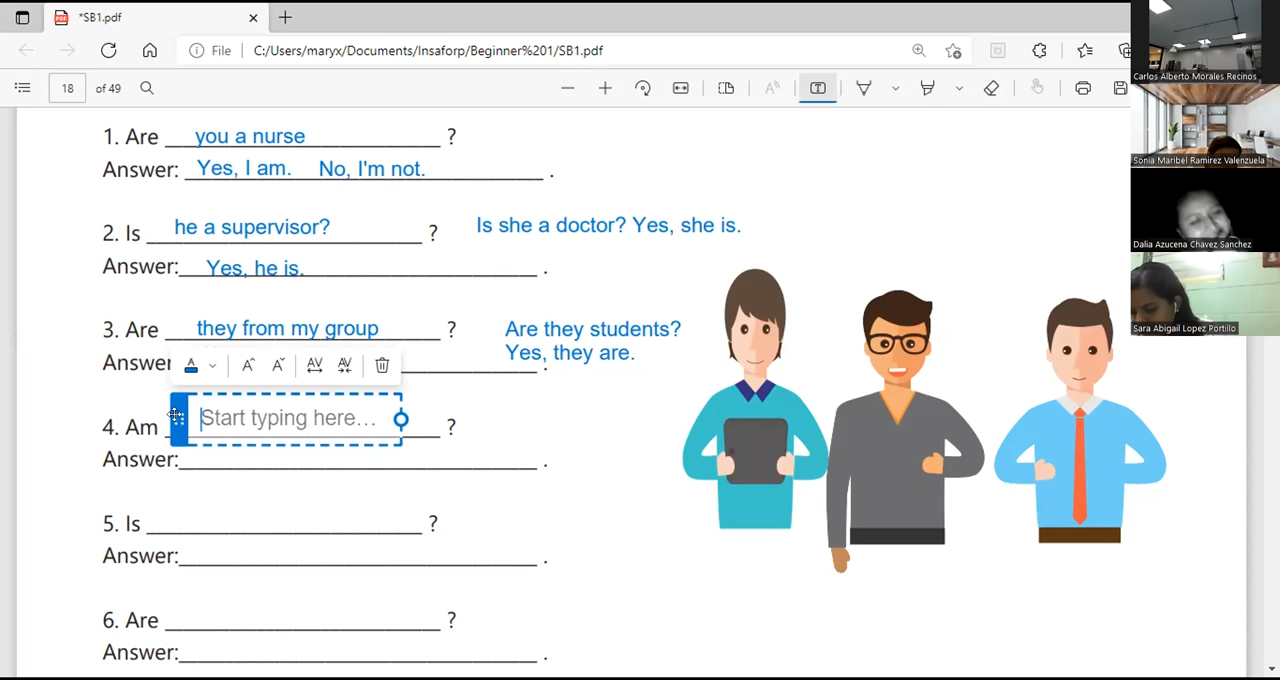 *SB1.pdf
File C:/Users/maryx/Documents/Insaforp/Beginner%201/SB1.pdf
18 of 49
Carlos Alberto Morales Recinos
Sonia Maribel Ramirez Valenzuela
Dalia Azucena Chavez Sanchez
Sara Abigail Lopez Portillo
1. Are you a nurse ?
Answer: Yes, I am. No, I'm not. .
2. Is he a supervisor? ? Is she a doctor? Yes, she is.
Answer: Yes, he is. .
3. Are they from my group ? Are they students?
Answer . Yes, they are.
4. Am Start typing here... ?
Answer: .
5. Is ?
Answer: .
6. Are ?
Answer: .